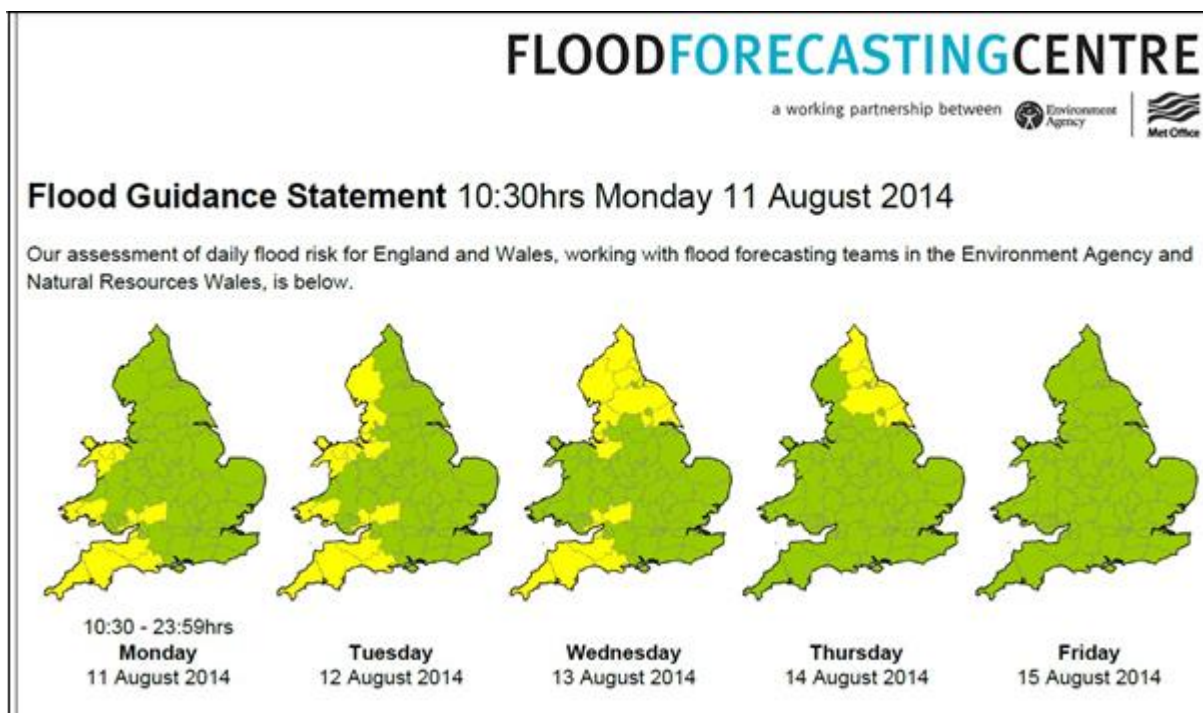 FLOODFORECASTINGCENTRE
a working partnership between Environment Agency Met Office
Flood Guidance Statement 10:30hrs Monday 11 August 2014
Our assessment of daily flood risk for England and Wales, working with flood forecasting teams in the Environment Agency and
Natural Resources Wales, is below.
10:30 - 23:59hrs
Monday Tuesday Wednesday Thursday Friday
11 August 2014 12 August 2014 13 August 2014 14 August 2014 15 August 2014